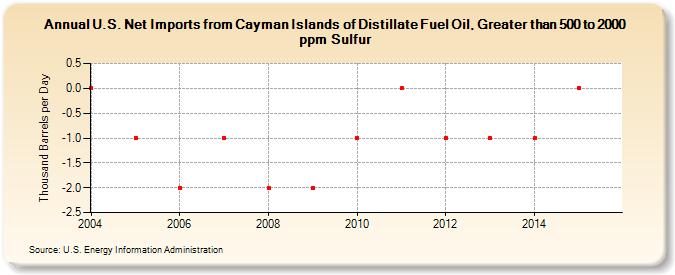 Annual U.S. Net Imports from Cayman Islands of Distillate Fuel Oil, Greater than 500 to 2000
ppm Sulfur
Thousand Barrels per Day
0.5
0.0
-0.5
-1.0
-1.5
-2.0
-2.5
2004 2006 2008 2010 2012 2014
Source: U.S. Energy Information Administration